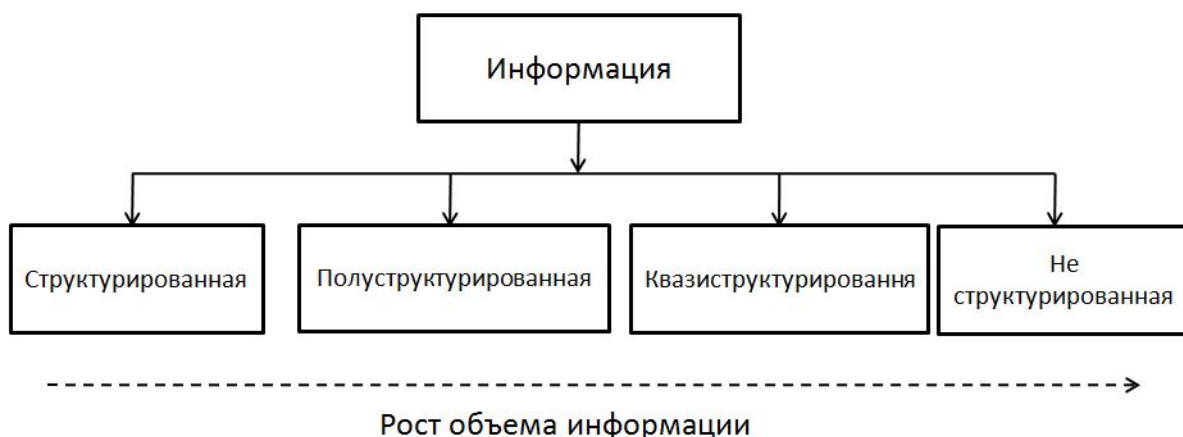 Информация
Структурированная
Полуструктурированная
Квазиструктурировання
Не
структурированная
Рост объема информации